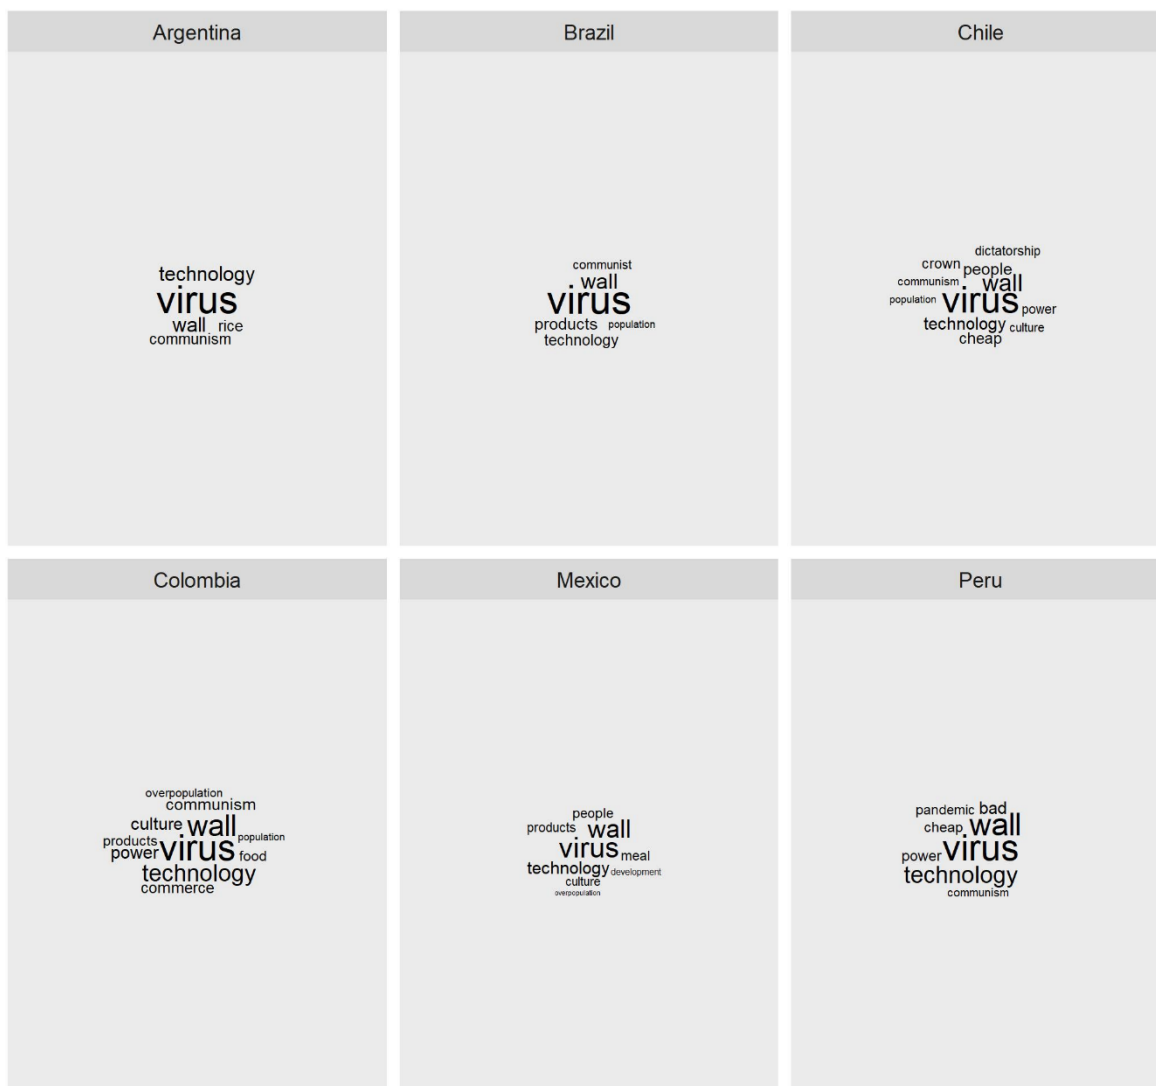 Argentina
technology
virus
wall rice
communism
Brazil
communist
wall
virus
products population
technology
Chile
dictatorship
crown people
communism wall
population virus power
technology culture
cheap
Colombia
overpopulation
communism
culture wall
products virus population
power food
technology
commerce
Mexico
people
products wall
virus meal
technology development
culture
overpopulation
Peru
pandemic bad
cheap wall
power virus
technology
communism